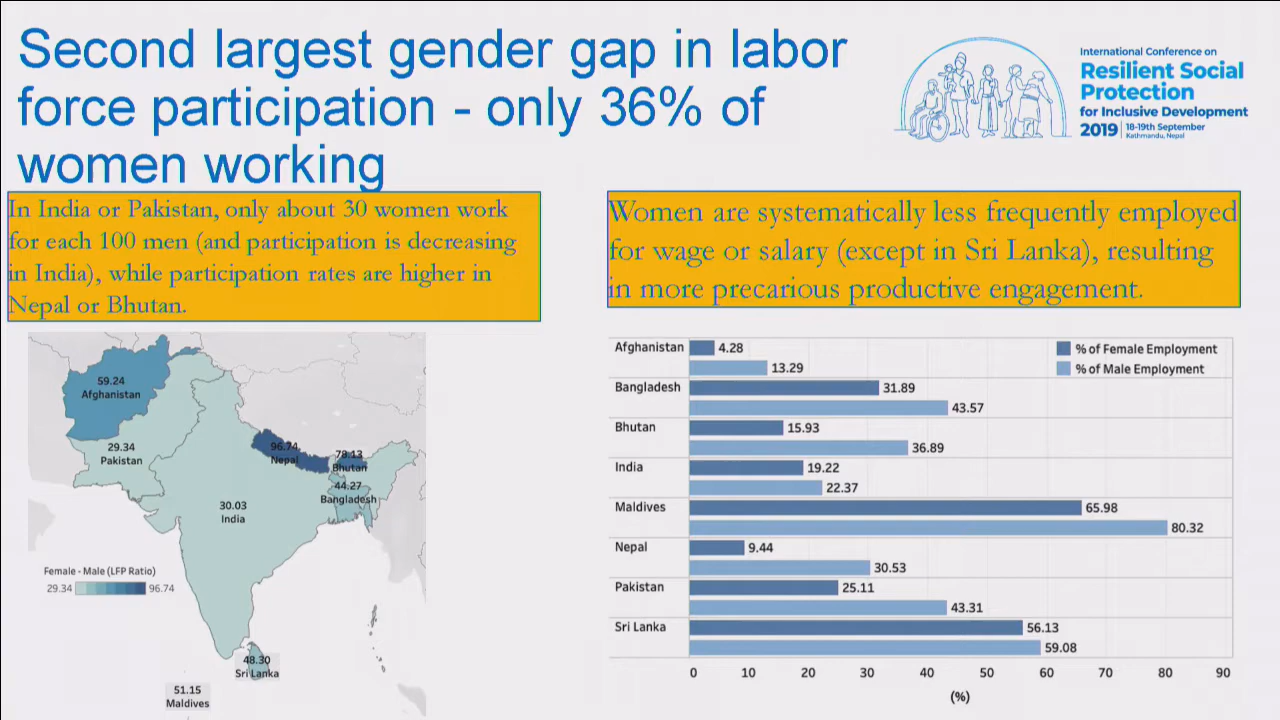 Second largest gender gap in labor
force participation - only 36% of
women working
International Conference on
Resilient Social
Protection
for Inclusive Development
2019 | 18-19th September
Kathmandu, Nepal
In India or Pakistan, only about 30 women work
for each 100 men (and participation is decreasing
in India), while participation rates are higher in
Nepal or Bhutan.
Women are systematically less frequently employed
for wage or salary (except in Sri Lanka), resulting
in more precarious productive engagement.
59.24
Afghanistan
29.34
Pakistan
96.74
Nepal
78.13
Bhutan
44.27
Bangladesh
30.03
India
Female - Male (LFP Ratio)
29.34 96.74
48.30
Sri Lanka
51.15
Maldives
% of Female Employment
% of Male Employment
Afghanistan 4.28
13.29
Bangladesh 31.89
43.57
Bhutan 15.93
36.89
India 19.22
22.37
Maldives 65.98
80.32
Nepal 9.44
30.53
Pakistan 25.11
43.31
Sri Lanka 56.13
59.08
0 10 20 30 40 50 60 70 80 90
(%)